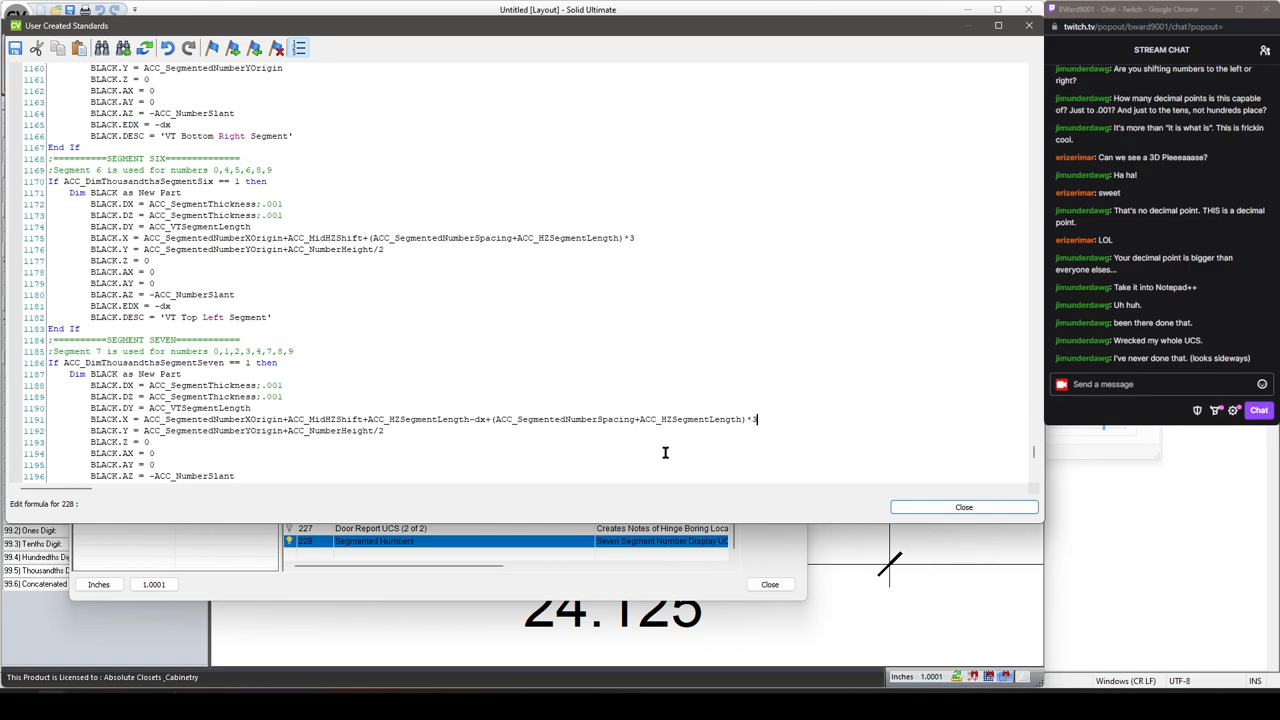 Untitled [Layout] - Solid Ultimate
User Created Standards
1160 BLACK.Y = ACC_SegmentedNumberYOrigin
1161 BLACK.Z = 0
1162 BLACK.AX = 0
1163 BLACK.AY = 0
1164 BLACK.AZ = -ACC_NumberSlant
1165 BLACK.EDX = -dx
1166 BLACK.DESC = 'VT Bottom Right Segment'
1167 End If
1168 ;==========SEGMENT SIX=============
1169 ;Segment 6 is used for numbers 0,4,5,6,8,9
1170 If ACC_DimThousandthsSegmentSix == 1 then
1171 Dim BLACK as New Part
1172 BLACK.DX = ACC_SegmentThickness;.001
1173 BLACK.DZ = ACC_SegmentThickness;.001
1174 BLACK.DY = ACC_VTSegmentLength
1175 BLACK.X = ACC_SegmentedNumberXOrigin+ACC_MidHZShift+(ACC_SegmentedNumberSpacing+ACC_HZSegmentLength)*3
1176 BLACK.Y = ACC_SegmentedNumberYOrigin+ACC_NumberHeight/2
1177 BLACK.Z = 0
1178 BLACK.AX = 0
1179 BLACK.AY = 0
1180 BLACK.AZ = -ACC_NumberSlant
1181 BLACK.EDX = -dx
1182 BLACK.DESC = 'VT Top Left Segment'
1183 End If
1184 ;==========SEGMENT SEVEN=============
1185 ;Segment 7 is used for numbers 0,1,2,3,4,7,8,9
1186 If ACC_DimThousandthsSegmentSeven == 1 then
1187 Dim BLACK as New Part
1188 BLACK.DX = ACC_SegmentThickness;.001
1189 BLACK.DZ = ACC_SegmentThickness;.001
1190 BLACK.DY = ACC_VTSegmentLength
1191 BLACK.X = ACC_SegmentedNumberXOrigin+ACC_MidHZShift+ACC_HZSegmentLength-dx+(ACC_SegmentedNumberSpacing+ACC_HZSegmentLength)*3
1192 BLACK.Y = ACC_SegmentedNumberYOrigin+ACC_NumberHeight/2
1193 BLACK.Z = 0
1194 BLACK.AX = 0
1195 BLACK.AY = 0
1196 BLACK.AZ = -ACC_NumberSlant
Edit formula for 228 :
Close
99.2) Ones Digit
99.3) Tenths Digit
99.4) Hundredths Dig
99.5) Thousandths D
99.6) Concatenated
227 Door Report UCS (2 of 2) Creates Notes of Hinge Boring Loca
228 Segmented Numbers Seven Segment Number Display UC
Inches 1.0001 Close
24.125
This Product is Licensed to : Absolute Closets _Cabinetry
Inches 1.0001
BWard9001 - Chat - Twitch - Google Chrome
twitch.tv/popout/bward9001/chat?popout=
STREAM CHAT
jimunderdawg: Are you shifting numbers to the left or
right?
jimunderdawg: How many decimal points is this capable
of? Just to .001? And just to the tens, not hundreds place?
jimunderdawg: It's more than "it is what is". This is frickin
cool.
erizerimar: Can we see a 3D Pleeeaaase?
jimunderdawg: Ha ha!
erizerimar: sweet
jimunderdawg: That's no decimal point. THIS is a decimal
point.
erizerimar: LOL
jimunderdawg: Your decimal point is bigger than
everyone elses...
jimunderdawg: Take it into Notepad++
jimunderdawg: Uh huh.
jimunderdawg: been there done that.
jimunderdawg: Wrecked my whole UCS.
jimunderdawg: I've never done that. (looks sideways)
Send a message
Chat
Windows (CR LF) UTF-8 INS